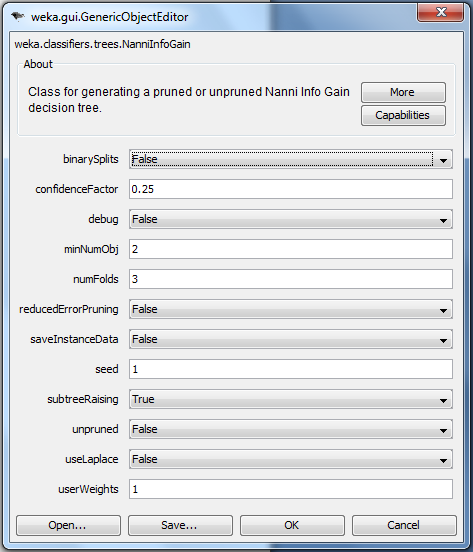 weka.gui.GenericObjectEditor
weka.classifiers.trees.NanniInfoGain
About
Class for generating a pruned or unpruned Nanni Info Gain
decision tree.
More
Capabilities
binarySplits False
confidenceFactor 0.25
debug False
minNumObj 2
numFolds 3
reducedErrorPruning False
saveInstanceData False
seed 1
subtreeRaising True
unpruned False
useLaplace False
userWeights 1
Open... Save... OK Cancel